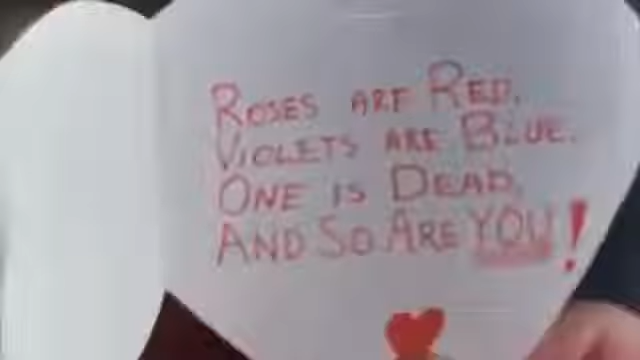 ROSES ARE RED,
VIOLETS ARE BLUE.
ONE IS DEAD,
AND SO ARE YOU!